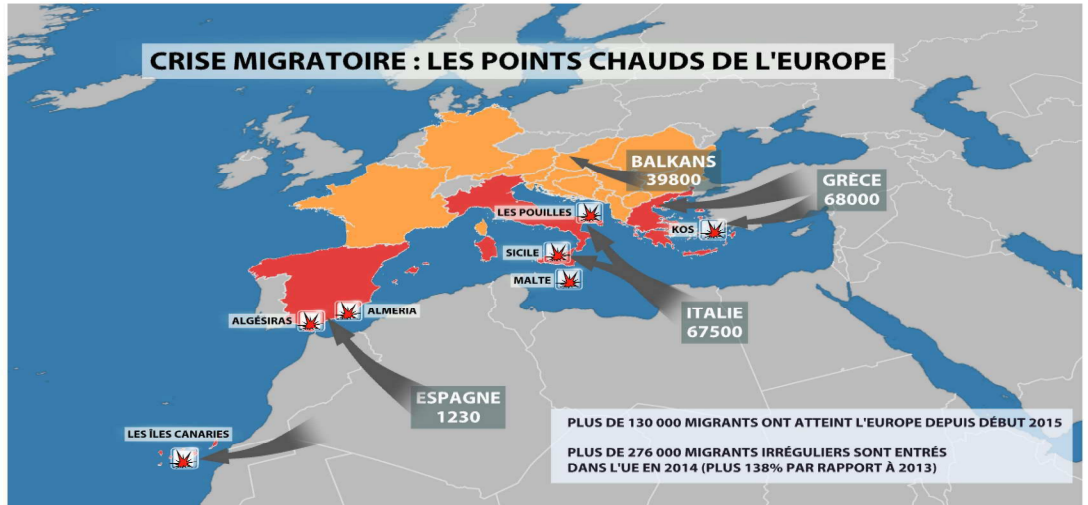 CRISE MIGRATOIRE : LES POINTS CHAUDS DE L'EUROPE
BALKANS
39800
GRÈCE
68000
LES POUILLES
KOS
SICILE
MALTE
ITALIE
67500
ALGÉSIRAS
ALMERIA
ESPAGNE
1230
LES ÎLES CANARIES
PLUS DE 130 000 MIGRANTS ONT ATTEINT L'EUROPE DEPUIS DÉBUT 2015
PLUS DE 276 000 MIGRANTS IRRÉGULIERS SONT ENTRÉS
DANS L'UE EN 2014 (PLUS 138% PAR RAPPORT À 2013)